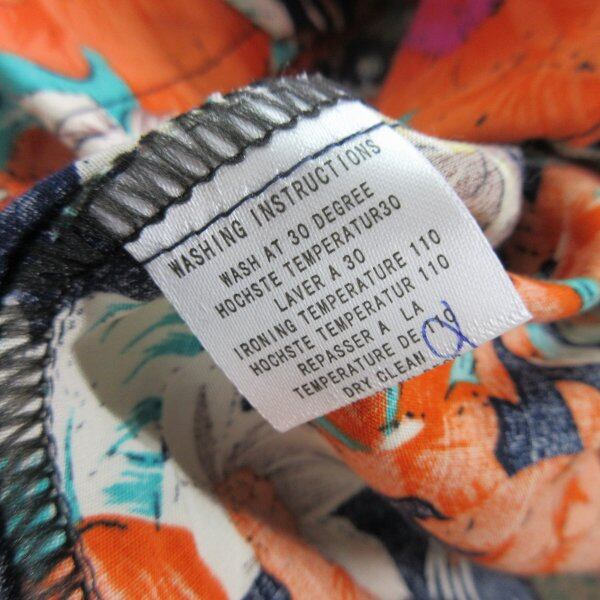 WASHING INSTRUCTIONS
WASH AT 30 DEGREE
HOCHSTE TEMPERATUR30
LAVER A 30
IRONING TEMPERATURE 110
HOCHSTE TEMPERATUR 110
REPASSER A LA
TEMPERATURE DE
DRY CLEAN